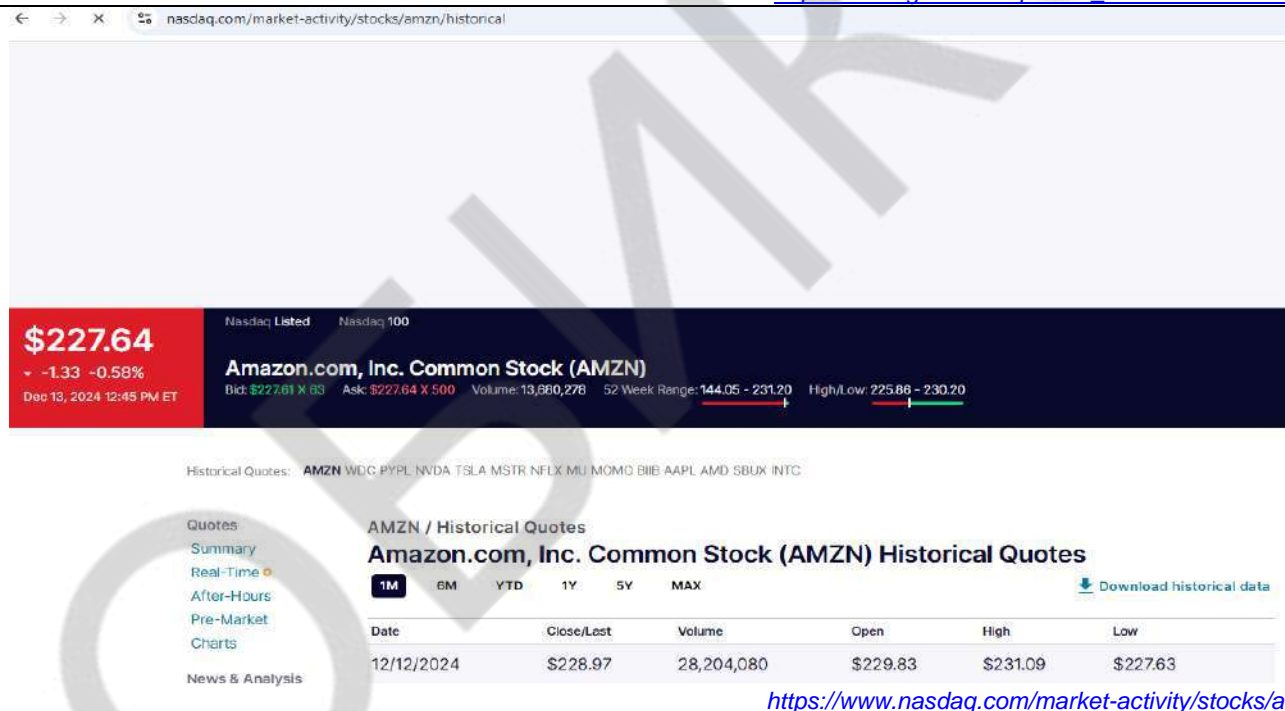 nasdaq.com/market-activity/stocks/amzn/historical
ОБМК
$227.64
-1.33 -0.58%
Dec 13, 2024 12:45 PM ET
Nasdaq Listed Nasdaq 100
Amazon.com, Inc. Common Stock (AMZN)
Bid: $227.61 X 63 Ask: $227.64 X 500 Volume: 13,680,278 52 Week Range: 144.05 - 231.20 High/Low: 225.86 - 230.20
Historical Quotes: AMZN WDC PYPL NVDA TSLA MSTR NFLX MU MOMO BIIB AAPL AMD SBUX INTC
Quotes
Summary
Real-Time
After-Hours
Pre-Market
Charts
News & Analysis
AMZN / Historical Quotes
Amazon.com, Inc. Common Stock (AMZN) Historical Quotes
1M 6M YTD 1Y 5Y MAX
Download historical data
Date Close/Last Volume Open High Low
12/12/2024 $228.97 28,204,080 $229.83 $231.09 $227.63
https://www.nasdaq.com/market-activity/stocks/a